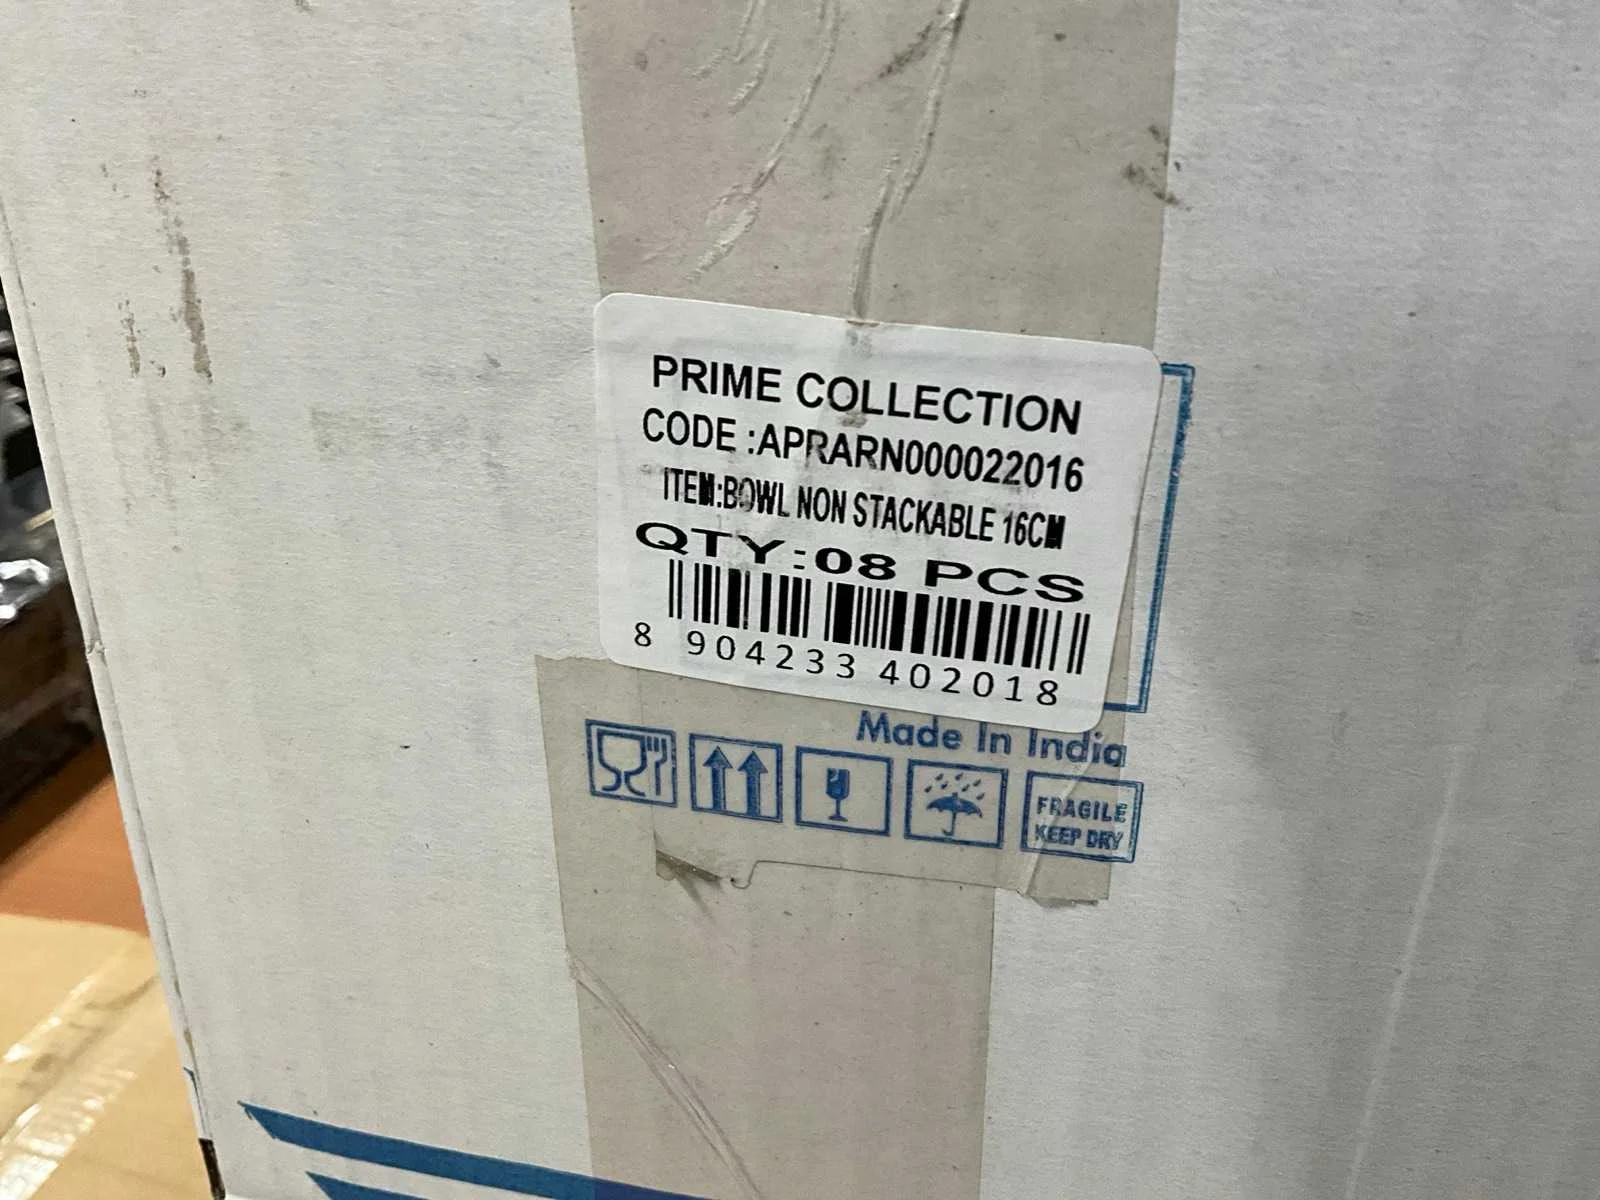 PRIME COLLECTION
CODE :APRARN000022016
ITEM:BOWL NON STACKABLE 16CM
QTY:08 PCS
8 904233 402018
Made In India
FRAGILE
KEEP DRY